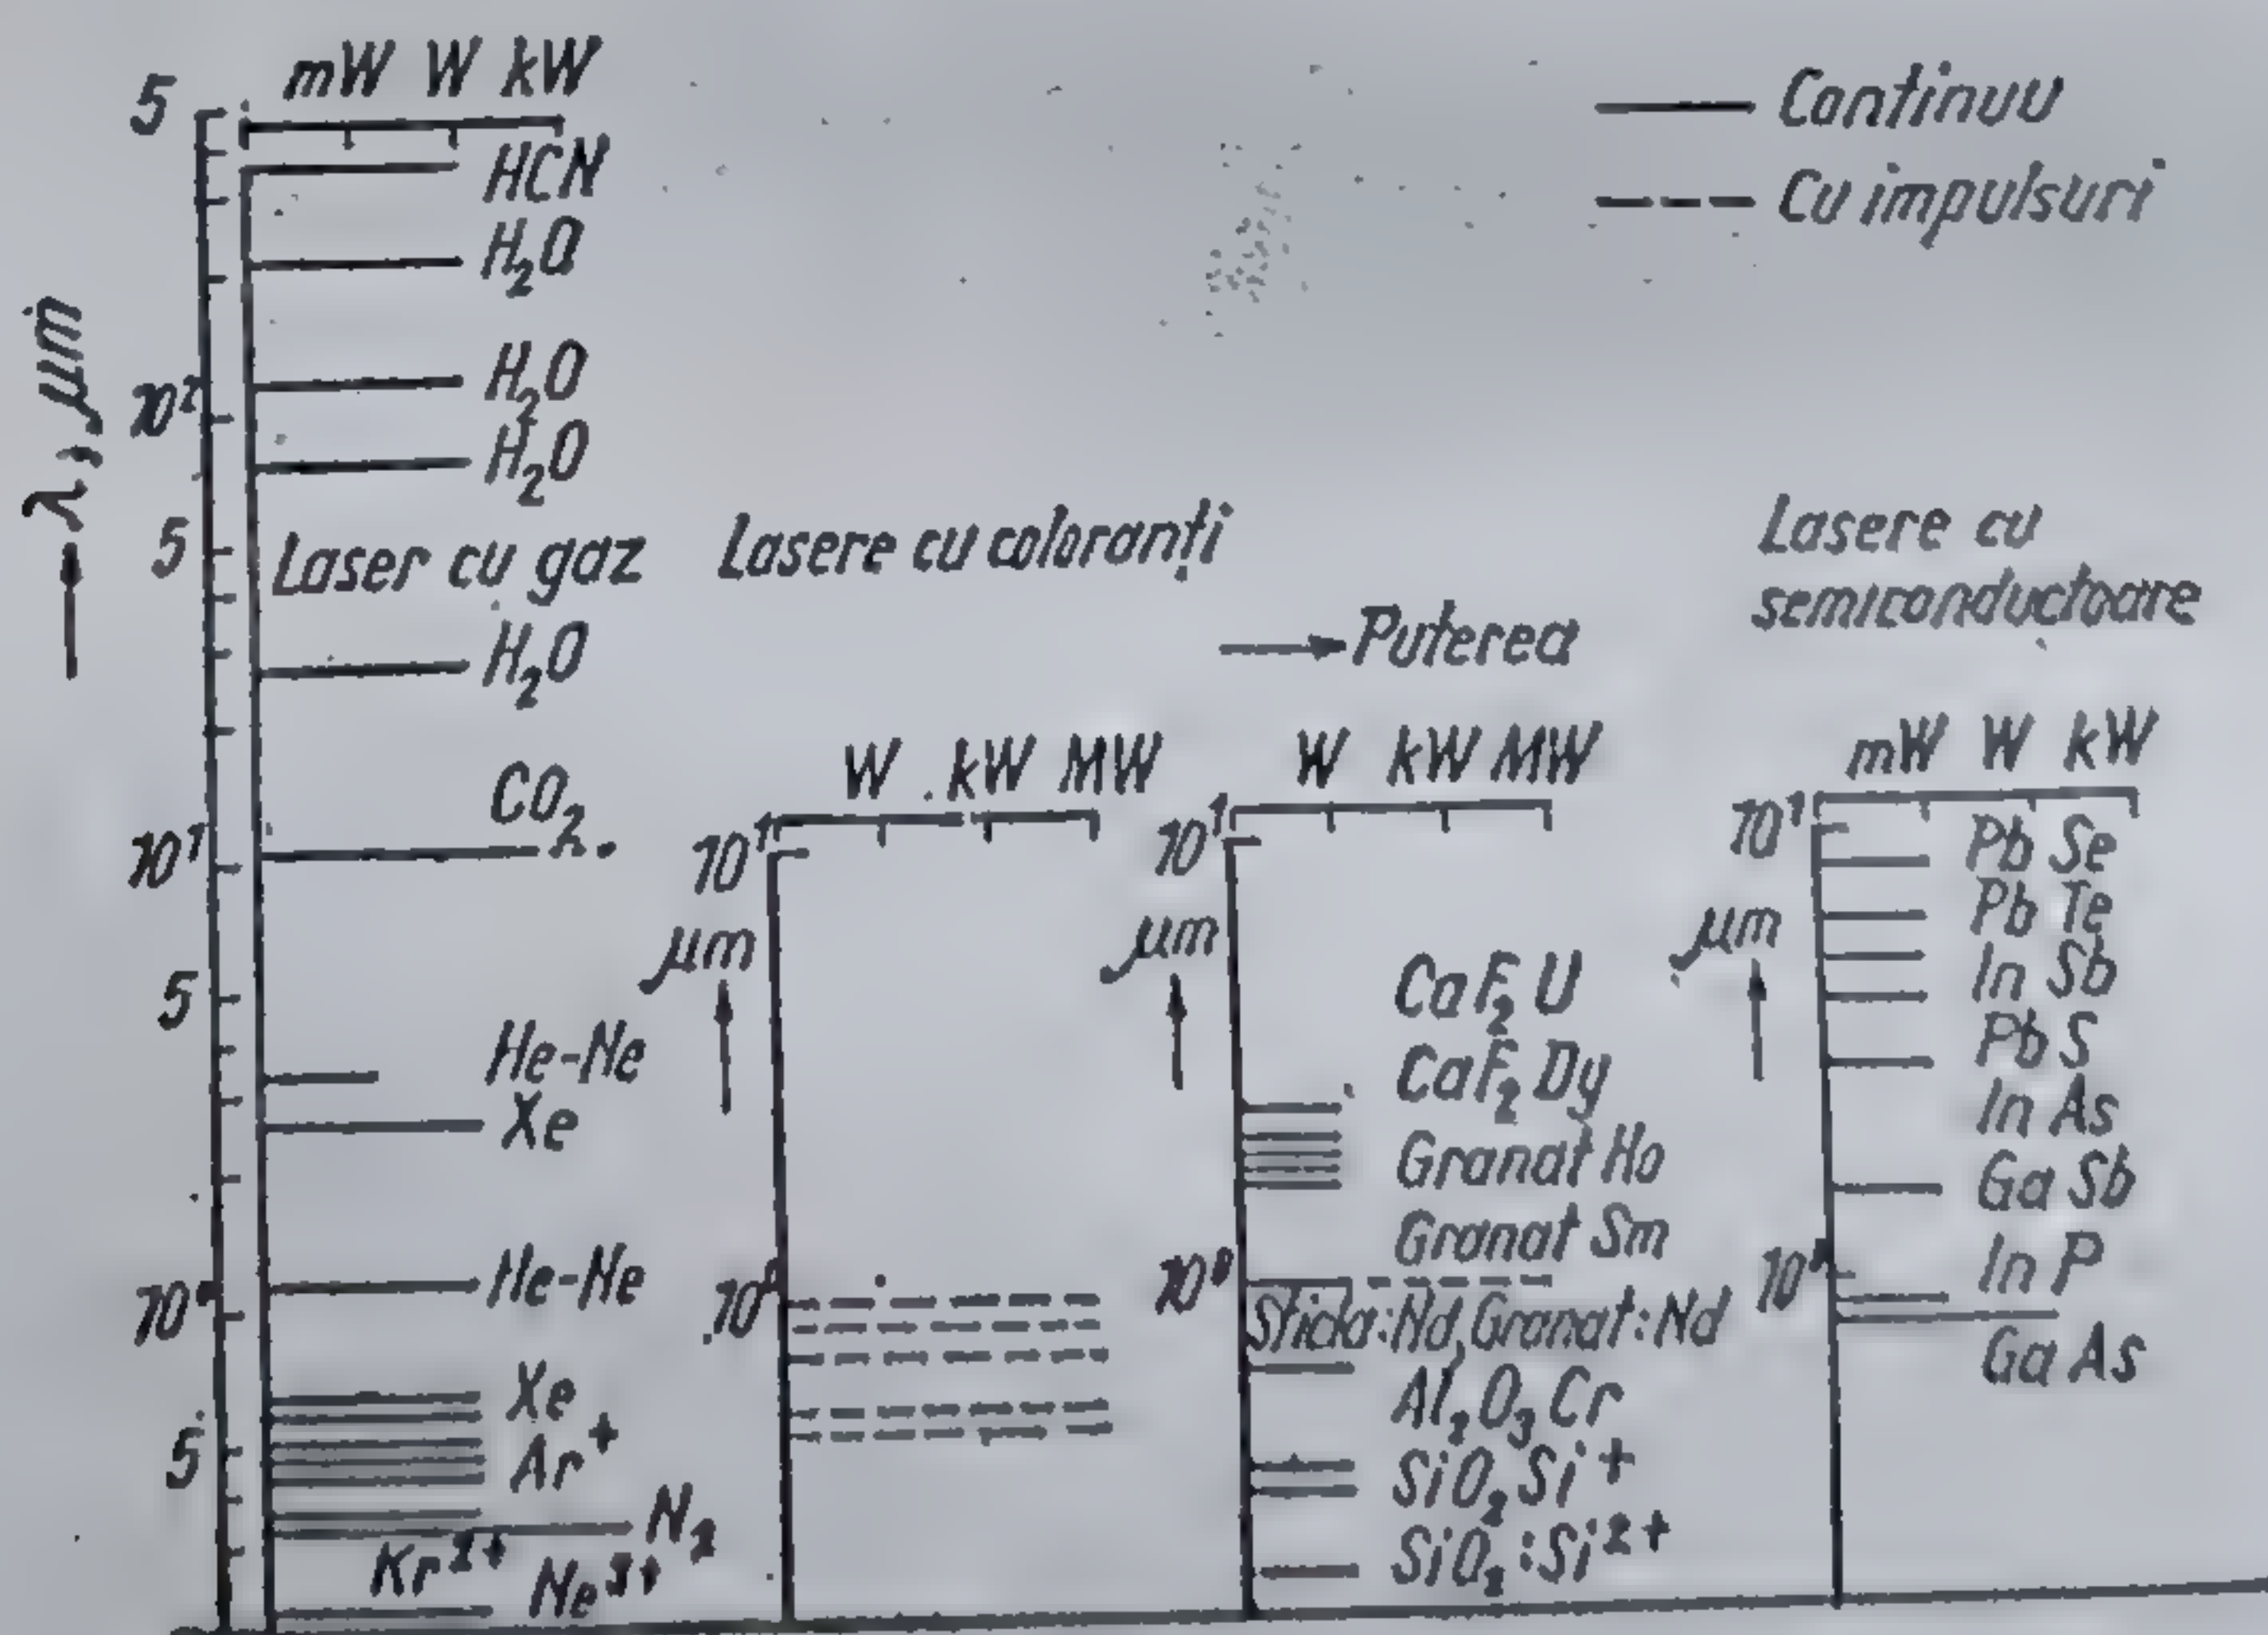 mW W kW
5
HCN
H₂O
Continuu
Cu impulsuri
λ, μm
H₂O
10²
H₂O
5
Laser cu gaz
Lasere cu coloranți
Lasere cu
semiconductoare
H₂O
Puterea
CO₂
10¹
W kW MW
10¹
μm
W kW MW
10¹
μm
mW W kW
10¹
μm
Pb Se
Pb Te
In Sb
Pb S
In As
Ga Sb
In P
Ga As
5
He-Ne
Xe
He-Ne
10⁰
Xe
Ar⁺
5
N₂
Kr²⁺ Ne³⁺
10⁰
CaF₂ U
CaF₂ Dy
Granat Ho
Granat Sm
10⁰
Sticla:Nd, Granat:Nd
Al₂O₃ Cr
SiO₂ Si⁺
SiO₂:Si²⁺
10⁰